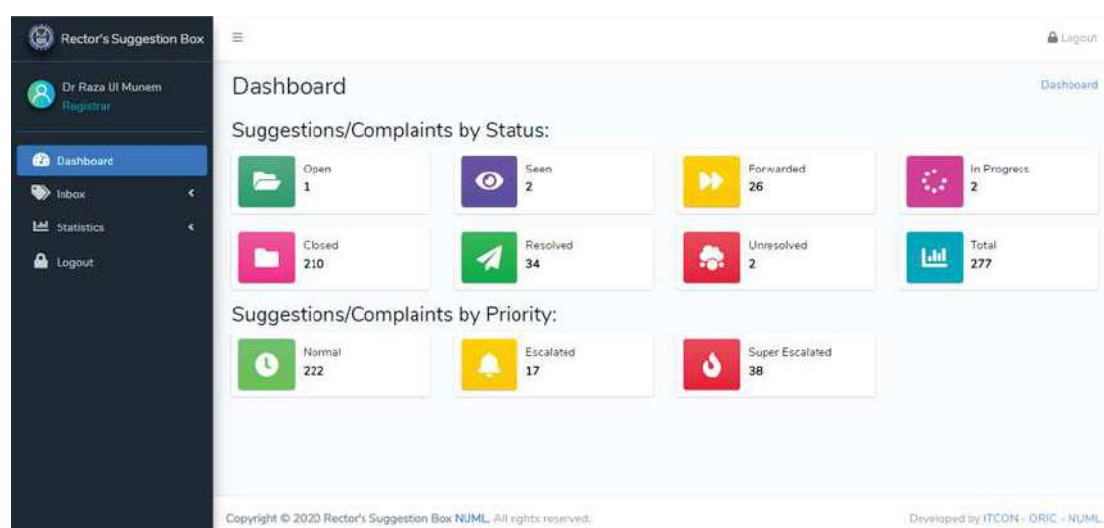 Rector's Suggestion Box
Logout
Dr Raza Ul Munem
Registrar
Dashboard
Inbox
Statistics
Logout
Dashboard
Dashboard
Suggestions/Complaints by Status:
Open
1
Seen
2
Forwarded
26
In Progress
2
Closed
210
Resolved
34
Unresolved
2
Total
277
Suggestions/Complaints by Priority:
Normal
222
Escalated
17
Super Escalated
38
Copyright © 2020 Rector's Suggestion Box NUML. All rights reserved.
Developed by ITCON - ORIC - NUML